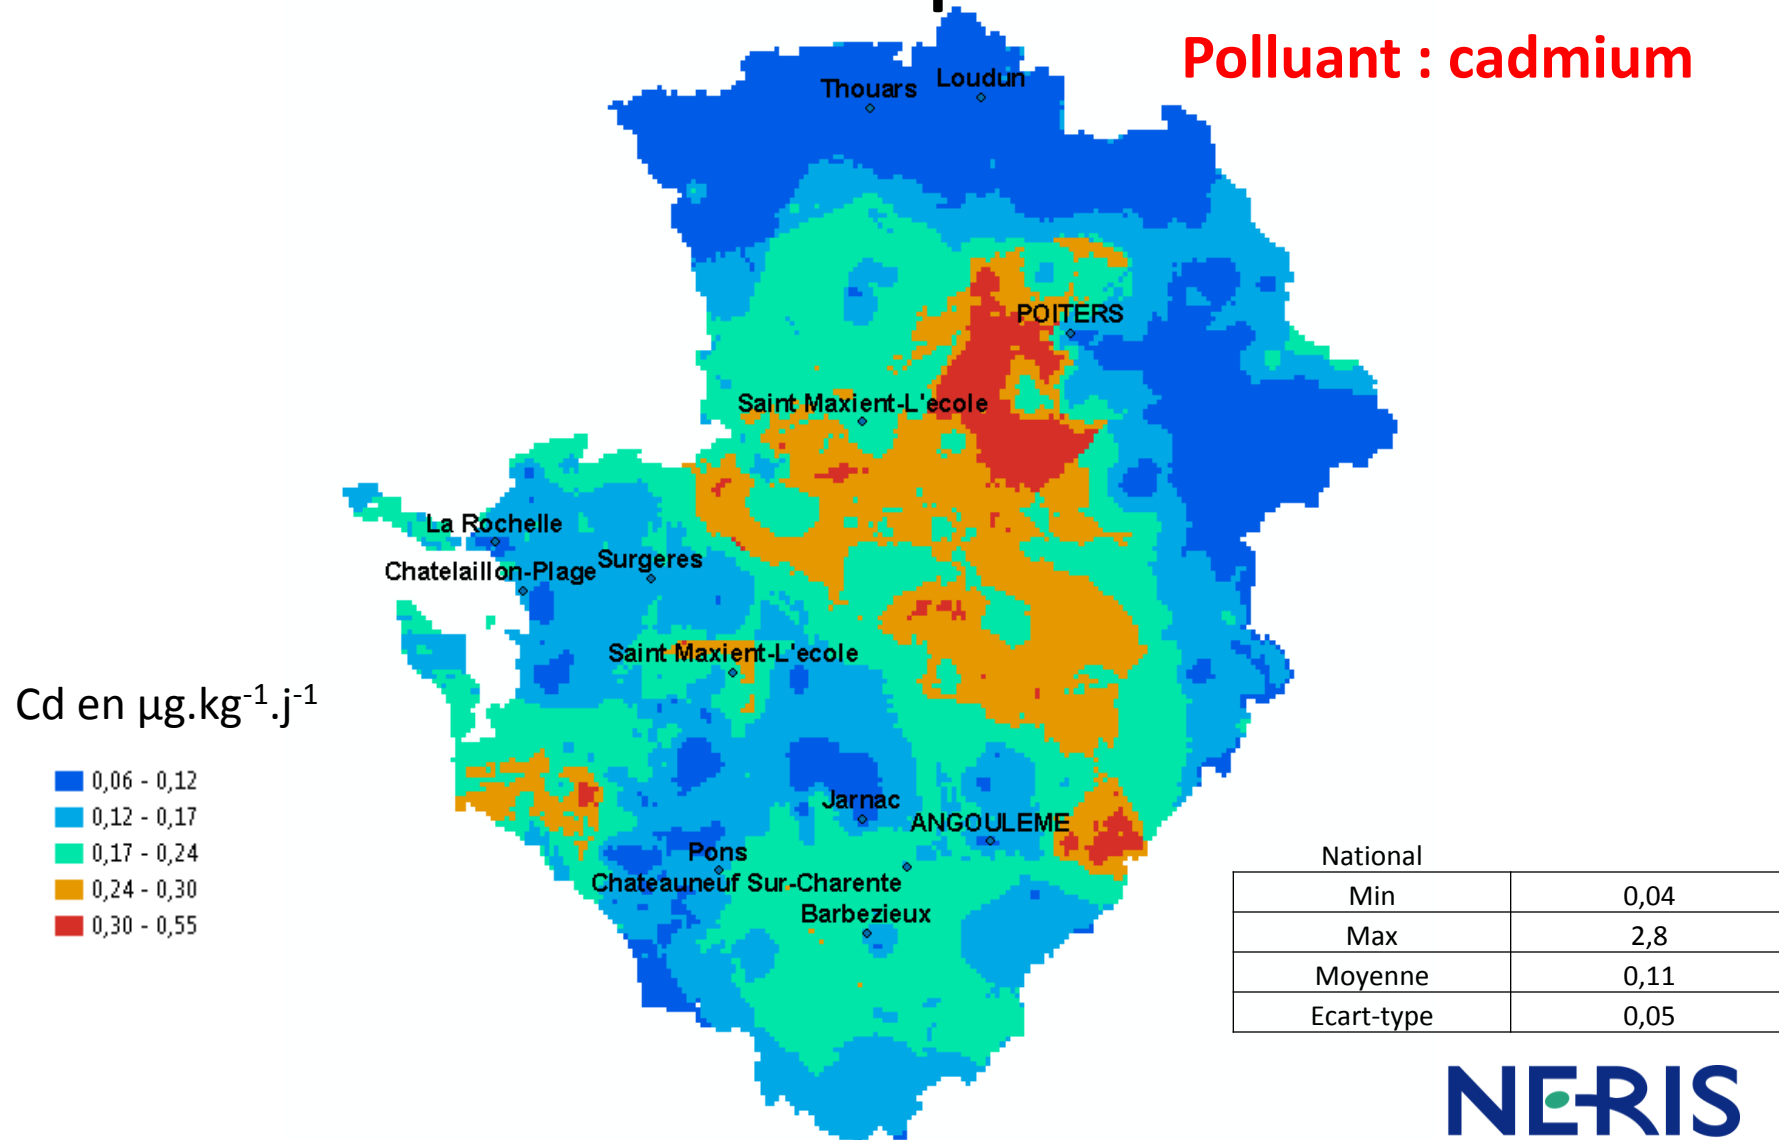 Polluant : cadmium
Thouars
Loudun
POITERS
Saint Maxient-L'ecole
La Rochelle
Chatelaillon-Plage
Surgeres
Saint Maxient-L'ecole
Cd en µg.kg⁻¹.j⁻¹
0,06 - 0,12
0,12 - 0,17
0,17 - 0,24
0,24 - 0,30
0,30 - 0,55
Jarnac
ANGOULEME
Pons
Chateauneuf Sur-Charente
Barbezieux
National
Min 0,04
Max 2,8
Moyenne 0,11
Ecart-type 0,05
NERIS